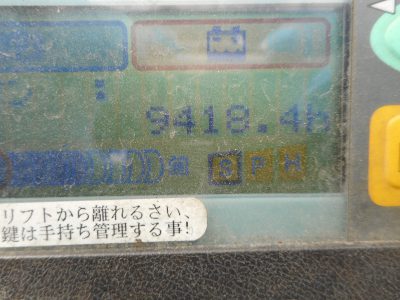 9418.4h
S P H
リフトから離れるさい、
鍵は手持ち管理する事!